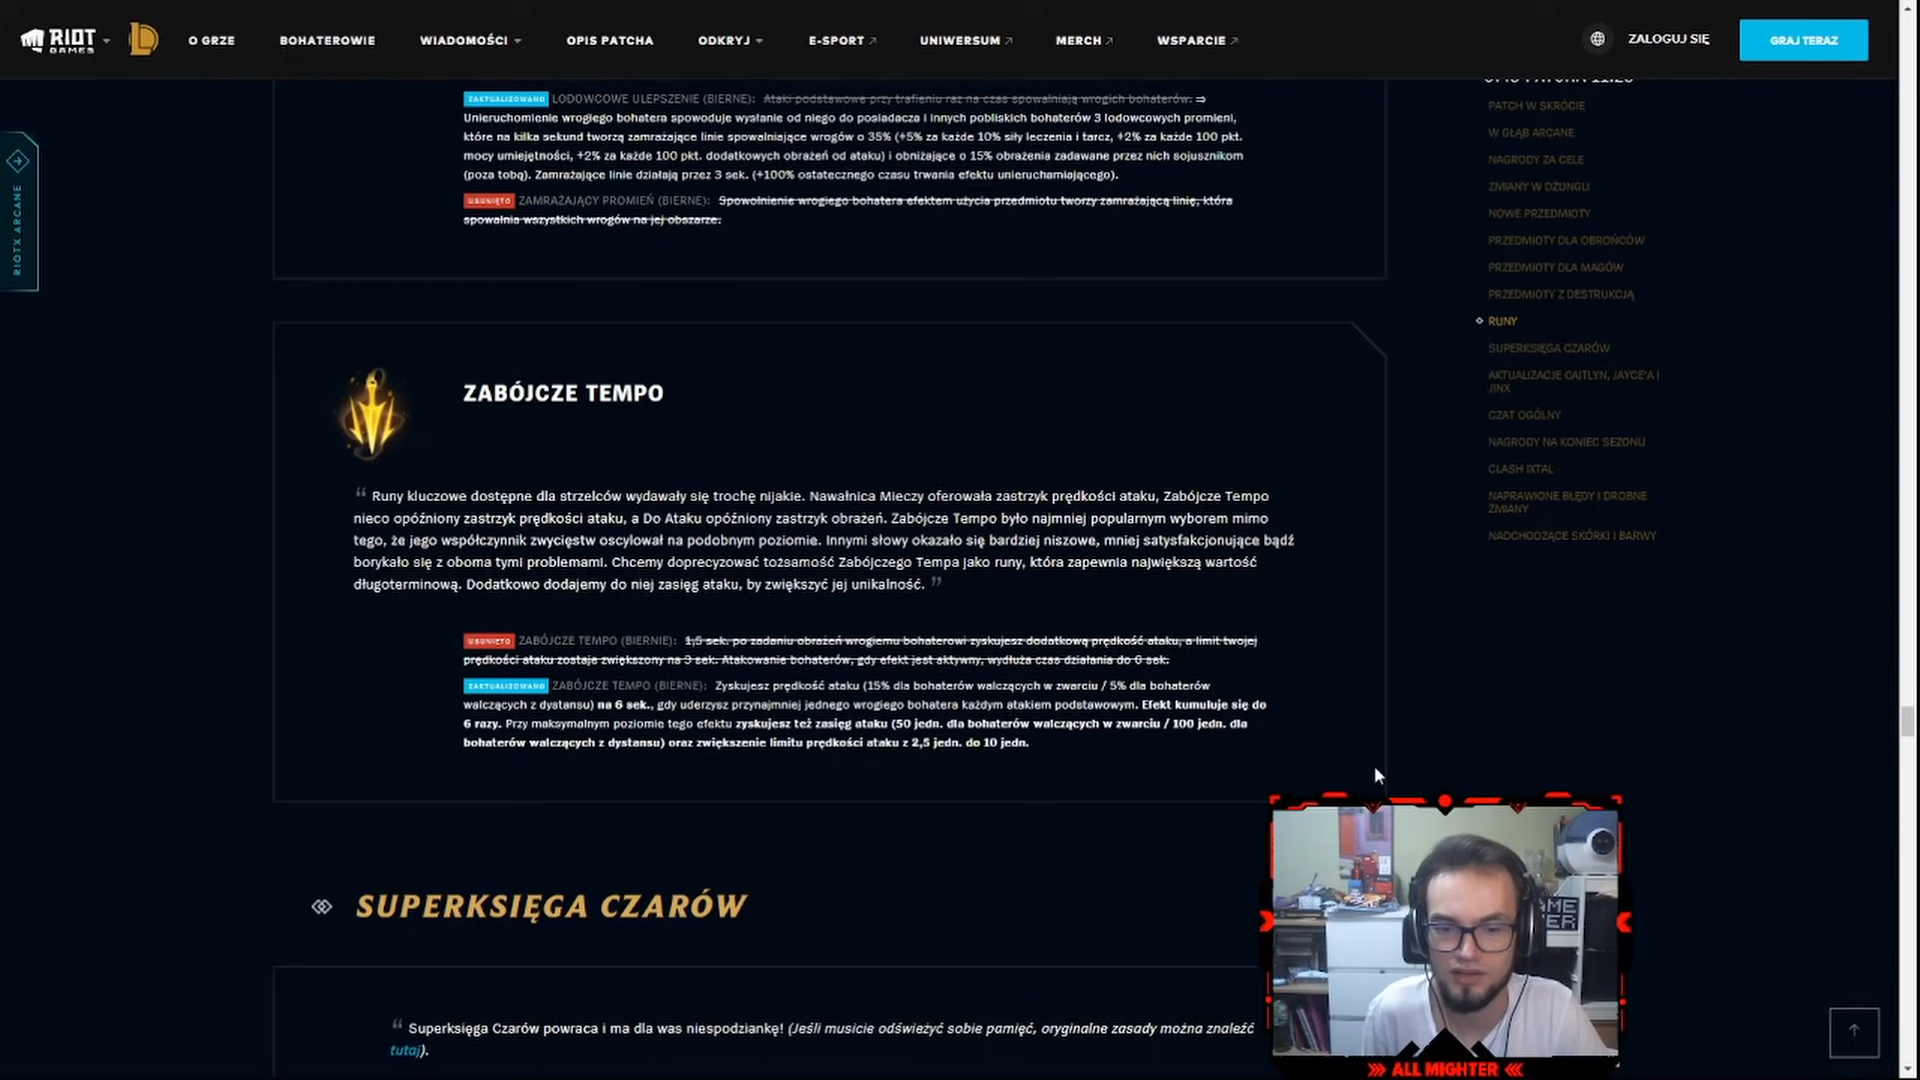 RIOT GAMES
O GRZE
BOHATEROWIE
WIADOMOŚCI
OPIS PATCHA
ODKRYJ
E-SPORT
UNIWERSUM
MERCH
WSPARCIE
ZALOGUJ SIĘ
GRAJ TERAZ
RIOTX ARCANE
ZAKTUALIZOWANO LODOWCOWE ULEPSZENIE (BIERNE): Ataki podstawowe przy trafieniu raz na czas spowalniają wrogich bohaterów. ⇒
Unieruchomienie wrogiego bohatera spowoduje wysłanie od niego do posiadacza i innych pobliskich bohaterów 3 lodowcowych promieni,
które na kilka sekund tworzą zamrażające linie spowalniające wrogów o 35% (+5% za każde 10% siły leczenia i tarcz, +2% za każde 100 pkt.
mocy umiejętności, +2% za każde 100 pkt. dodatkowych obrażeń od ataku) i obniżające o 15% obrażenia zadawane przez nich sojusznikom
(poza tobą). Zamrażające linie działają przez 3 sek. (+100% ostatecznego czasu trwania efektu unieruchamiającego).
USUNIĘTO ZAMRAŻAJĄCY PROMIEŃ (BIERNE): Spowolnienie wrogiego bohatera efektem użycia przedmiotu tworzy zamrażającą linię, która
spowalnia wszystkich wrogów na jej obszarze.
ZABÓJCZE TEMPO
“ Runy kluczowe dostępne dla strzelców wydawały się trochę nijakie. Nawałnica Mieczy oferowała zastrzyk prędkości ataku, Zabójcze Tempo
nieco opóźniony zastrzyk prędkości ataku, a Do Ataku opóźniony zastrzyk obrażeń. Zabójcze Tempo było najmniej popularnym wyborem mimo
tego, że jego współczynnik zwycięstw oscylował na podobnym poziomie. Innymi słowy okazało się bardziej niszowe, mniej satysfakcjonujące bądź
borykało się z oboma tymi problemami. Chcemy doprecyzować tożsamość Zabójczego Tempa jako runy, która zapewnia największą wartość
długoterminową. Dodatkowo dodajemy do niej zasięg ataku, by zwiększyć jej unikalność. ”
USUNIĘTO ZABÓJCZE TEMPO (BIERNIE): 1,5 sek. po zadaniu obrażeń wrogiemu bohaterowi zyskujesz dodatkową prędkość ataku, a limit twojej
prędkości ataku zostaje zwiększony na 3 sek. Atakowanie bohaterów, gdy efekt jest aktywny, wydłuża czas działania do 6 sek.
ZAKTUALIZOWANO ZABÓJCZE TEMPO (BIERNE): Zyskujesz prędkość ataku (15% dla bohaterów walczących w zwarciu / 5% dla bohaterów
walczących z dystansu) na 6 sek., gdy uderzysz przynajmniej jednego wrogiego bohatera każdym atakiem podstawowym. Efekt kumuluje się do
6 razy. Przy maksymalnym poziomie tego efektu zyskujesz też zasięg ataku (50 jedn. dla bohaterów walczących w zwarciu / 100 jedn. dla
bohaterów walczących z dystansu) oraz zwiększenie limitu prędkości ataku z 2,5 jedn. do 10 jedn.
SUPERKSIĘGA CZARÓW
“ Superksięga Czarów powraca i ma dla was niespodziankę! (Jeśli musicie odświeżyć sobie pamięć, oryginalne zasady można znaleźć
tutaj).
PATCH W SKRÓCIE
W GŁĄB ARCANE
NAGRODY ZA CELE
ZMIANY W DŻUNGLI
NOWE PRZEDMIOTY
PRZEDMIOTY DLA OBROŃCÓW
PRZEDMIOTY DLA MAGÓW
PRZEDMIOTY Z DESTRUKCJĄ
RUNY
SUPERKSIĘGA CZARÓW
AKTUALIZACJE CAITLYN, JAYCE'A I
JINX
CZAT OGÓLNY
NAGRODY NA KONIEC SEZONU
CLASH IXTAL
NAPRAWIONE BŁĘDY I DROBNE
ZMIANY
NADCHODZĄCE SKÓRKI I BARWY
ALL MIGHTER